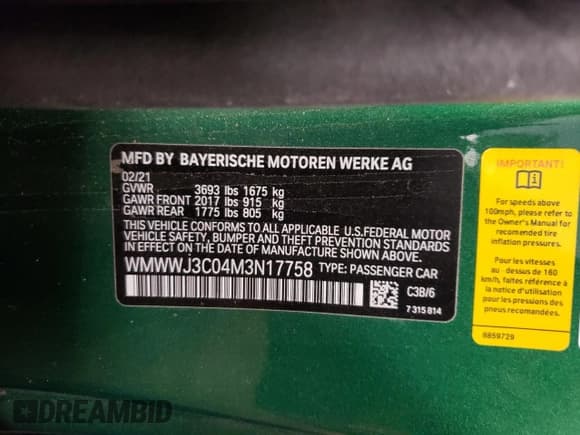 MFD BY BAYERISCHE MOTOREN WERKE AG
02/21
GVWR 3693 lbs 1675 kg
GAWR FRONT 2017 lbs 915 kg
GAWR REAR 1775 lbs 805 kg
THIS VEHICLE CONFORMS TO ALL APPLICABLE U.S.FEDERAL MOTOR
VEHICLE SAFETY, BUMPER AND THEFT PREVENTION STANDARDS
IN EFFECT ON THE DATE OF MANUFACTURE SHOWN ABOVE.
WMWWJ3C04M3N17758 TYPE: PASSENGER CAR
C3B/6
7 315 814
IMPORTANT!
For speeds above
100mph, please refer to
the Owner's Manual for
recomended tire
inflation pressures.
Pour les vitesses
au - dessus de 160
km/h, faites référence à
la notice d'utilisation
pour les pressions des
pneus recommandées.
6859729
DREAMBID